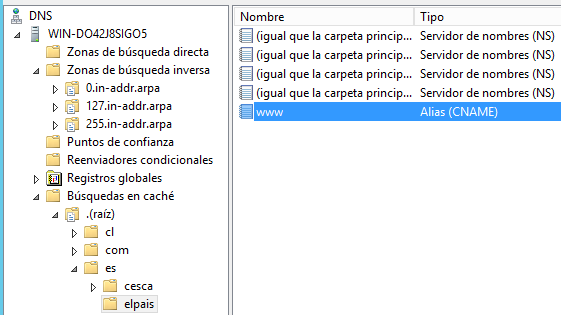 DNS
WIN-DO42J8SIGO5
Zonas de búsqueda directa
Zonas de búsqueda inversa
0.in-addr.arpa
127.in-addr.arpa
255.in-addr.arpa
Puntos de confianza
Reenviadores condicionales
Registros globales
Búsquedas en caché
.(raíz)
cl
com
es
cesca
elpais
Nombre Tipo
(igual que la carpeta princip... Servidor de nombres (NS)
(igual que la carpeta princip... Servidor de nombres (NS)
(igual que la carpeta princip... Servidor de nombres (NS)
(igual que la carpeta princip... Servidor de nombres (NS)
www Alias (CNAME)